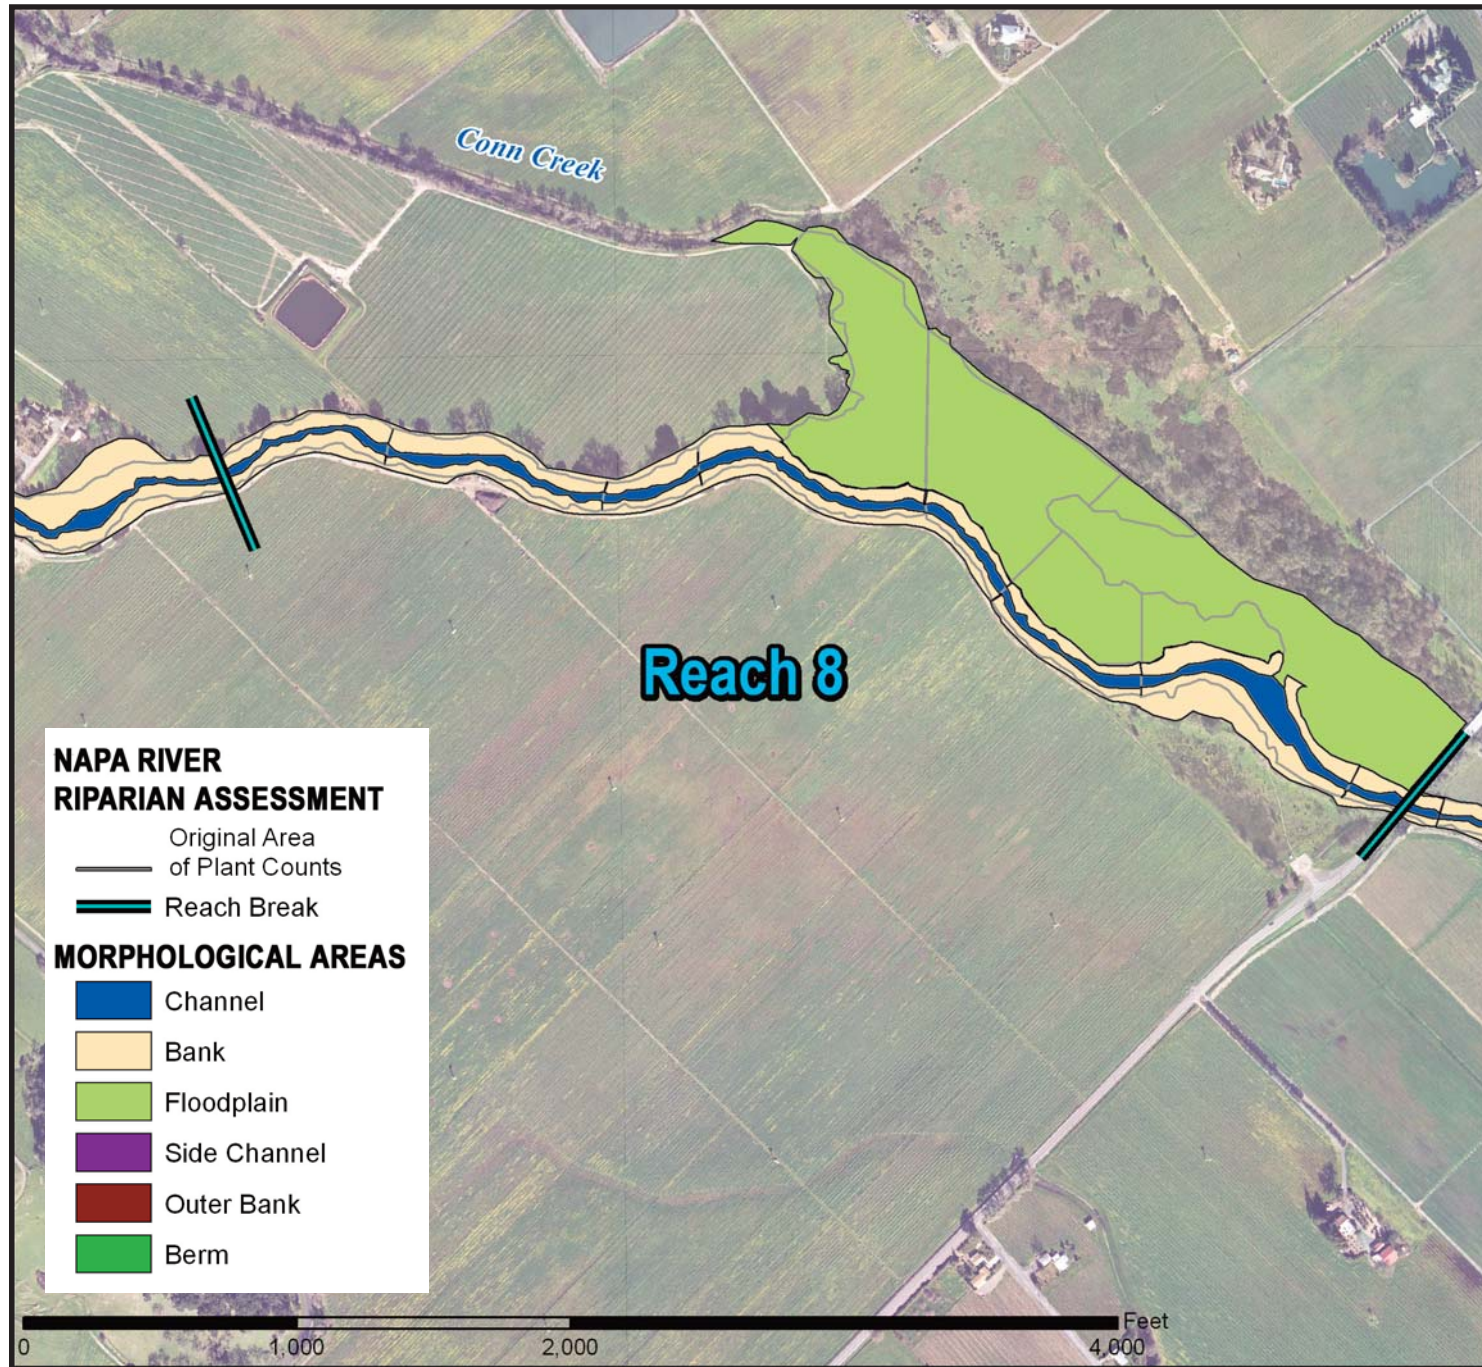 Conn Creek
Reach 8
NAPA RIVER
RIPARIAN ASSESSMENT
Original Area
of Plant Counts
Reach Break
MORPHOLOGICAL AREAS
Channel
Bank
Floodplain
Side Channel
Outer Bank
Berm
Feet
0 1,000 2,000 4,000